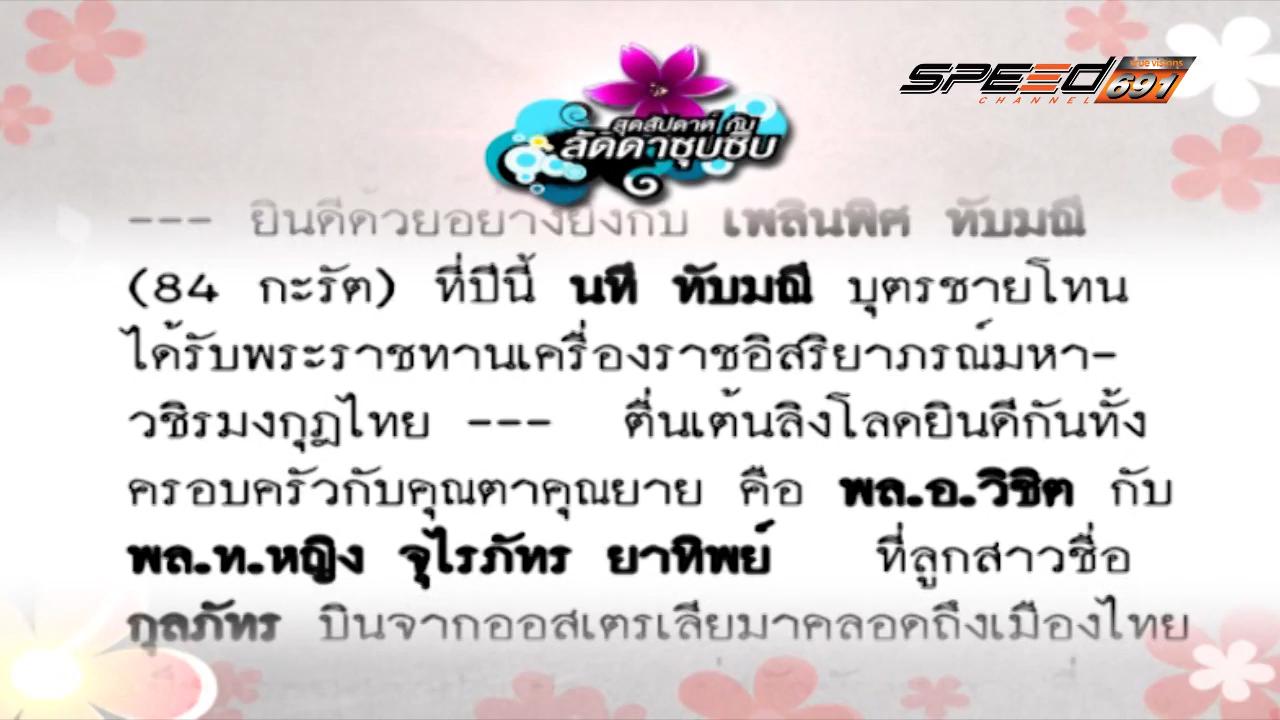 SPEED
CHANNEL
true visions
691
สุดสัปดาห์ กับ
ลัดดาซุบซิบ
--- ยินดีด้วยอย่างยิ่งกับ เพลินพิศ ทับมณี
(84 กะรัต) ที่ปีนี้ นที ทับมณี บุตรชายโทน
ได้รับพระราชทานเครื่องราชอิสริยาภรณ์มหา-
วชิรมงกุฎไทย --- ตื่นเต้นลิงโลดยินดีกันทั้ง
ครอบครัวกับคุณตาคุณยาย คือ พล.อ.วิชิต กับ
พล.ท.หญิง จุไรภัทร ยาทิพย์ ที่ลูกสาวชื่อ
กุลภัทร บินจากออสเตรเลียมาคลอดถึงเมืองไทย